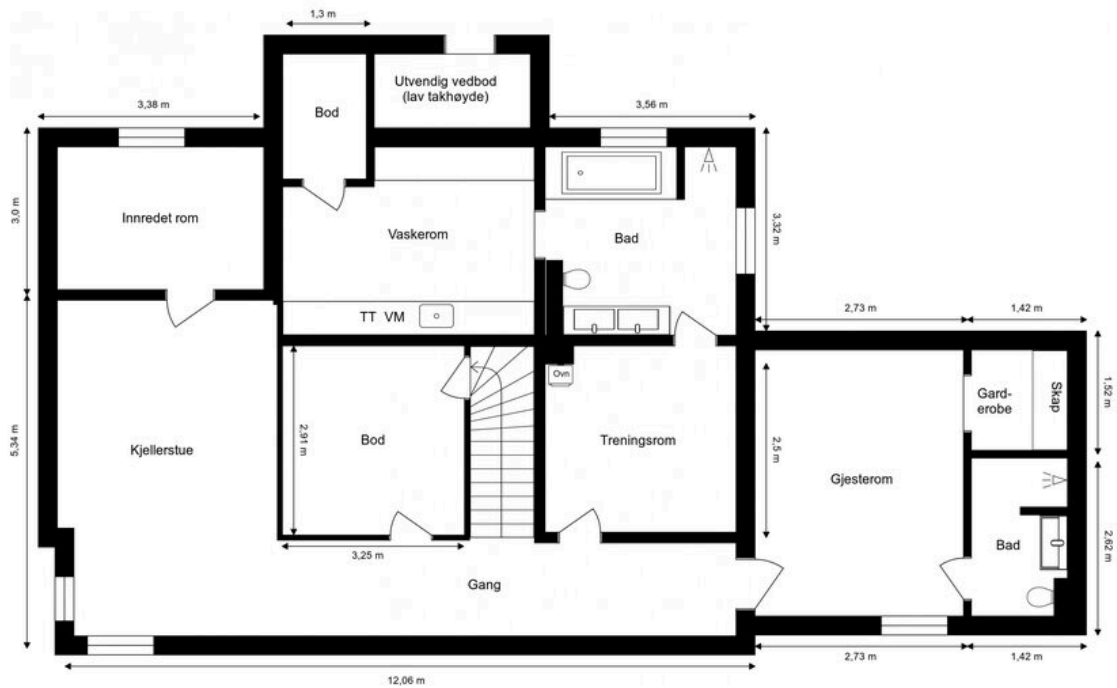 1,3 m
Utvendig vedbod
(lav takhøyde)
3,38 m
Bod
3,56 m
3,0 m
Innredet rom
Vaskerom
Bad
3,32 m
TT VM
2,73 m
1,42 m
Ovn
Gard-
erobe
Skap
1,52 m
5,34 m
Kjellerstue
2,91 m
Bod
Treningsrom
2,5 m
Gjesterom
3,25 m
Gang
Bad
2,62 m
2,73 m
1,42 m
12,06 m